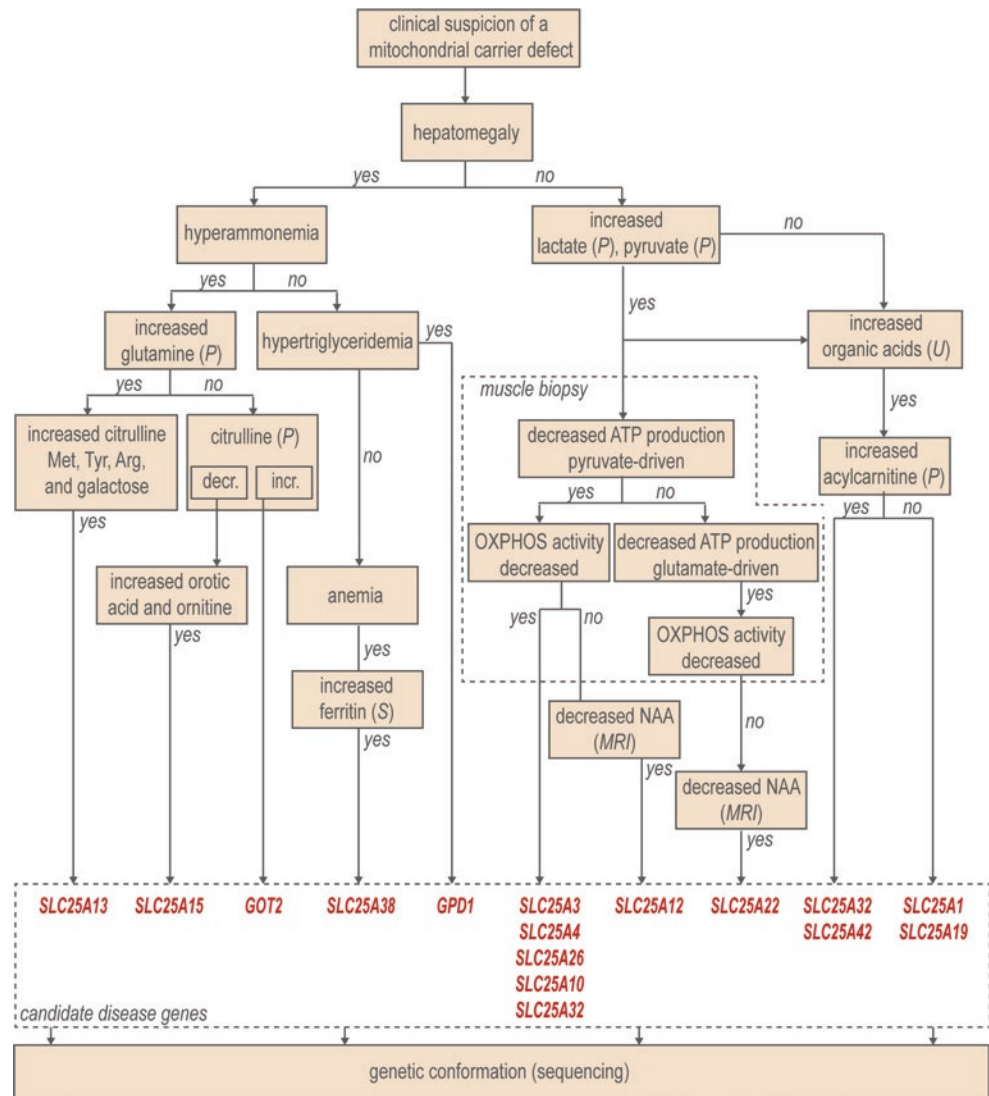 clinical suspicion of a
mitochondrial carrier defect
hepatomegaly
yes
no
hyperammonemia
increased
lactate (P), pyruvate (P)
no
yes
no
yes
increased
glutamine (P)
hypertriglyceridemia
yes
increased
organic acids (U)
yes
no
muscle biopsy
yes
increased citrulline
Met, Tyr, Arg,
and galactose
citrulline (P)
decr.
incr.
no
decreased ATP production
pyruvate-driven
increased
acylcarnitine (P)
yes
yes
no
yes
no
OXPHOS activity
decreased
decreased ATP production
glutamate-driven
increased orotic
acid and ornitine
anemia
yes
no
yes
yes
yes
OXPHOS activity
decreased
increased
ferritin (S)
decreased NAA
(MRI)
no
yes
yes
decreased NAA
(MRI)
yes
SLC25A13
SLC25A15
GOT2
SLC25A38
GPD1
SLC25A3
SLC25A12
SLC25A22
SLC25A32
SLC25A1
SLC25A4
SLC25A42
SLC25A19
SLC25A26
SLC25A10
SLC25A32
candidate disease genes
genetic conformation (sequencing)